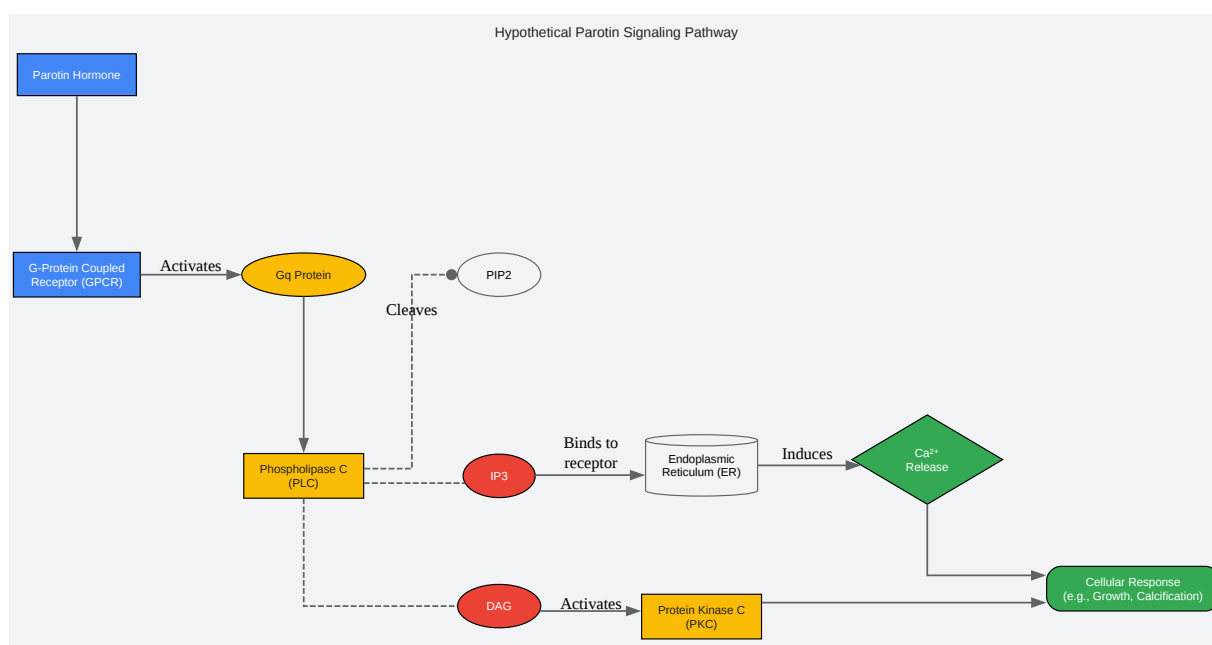 Hypothetical Parotin Signaling Pathway
Parotin Hormone
G-Protein Coupled
Receptor (GPCR)
Activates
Gq Protein
PIP2
Cleaves
Phospholipase C
(PLC)
IP3
Binds to
receptor
Endoplasmic
Reticulum (ER)
Induces
Ca²⁺
Release
DAG
Activates
Protein Kinase C
(PKC)
Cellular Response
(e.g., Growth, Calcification)